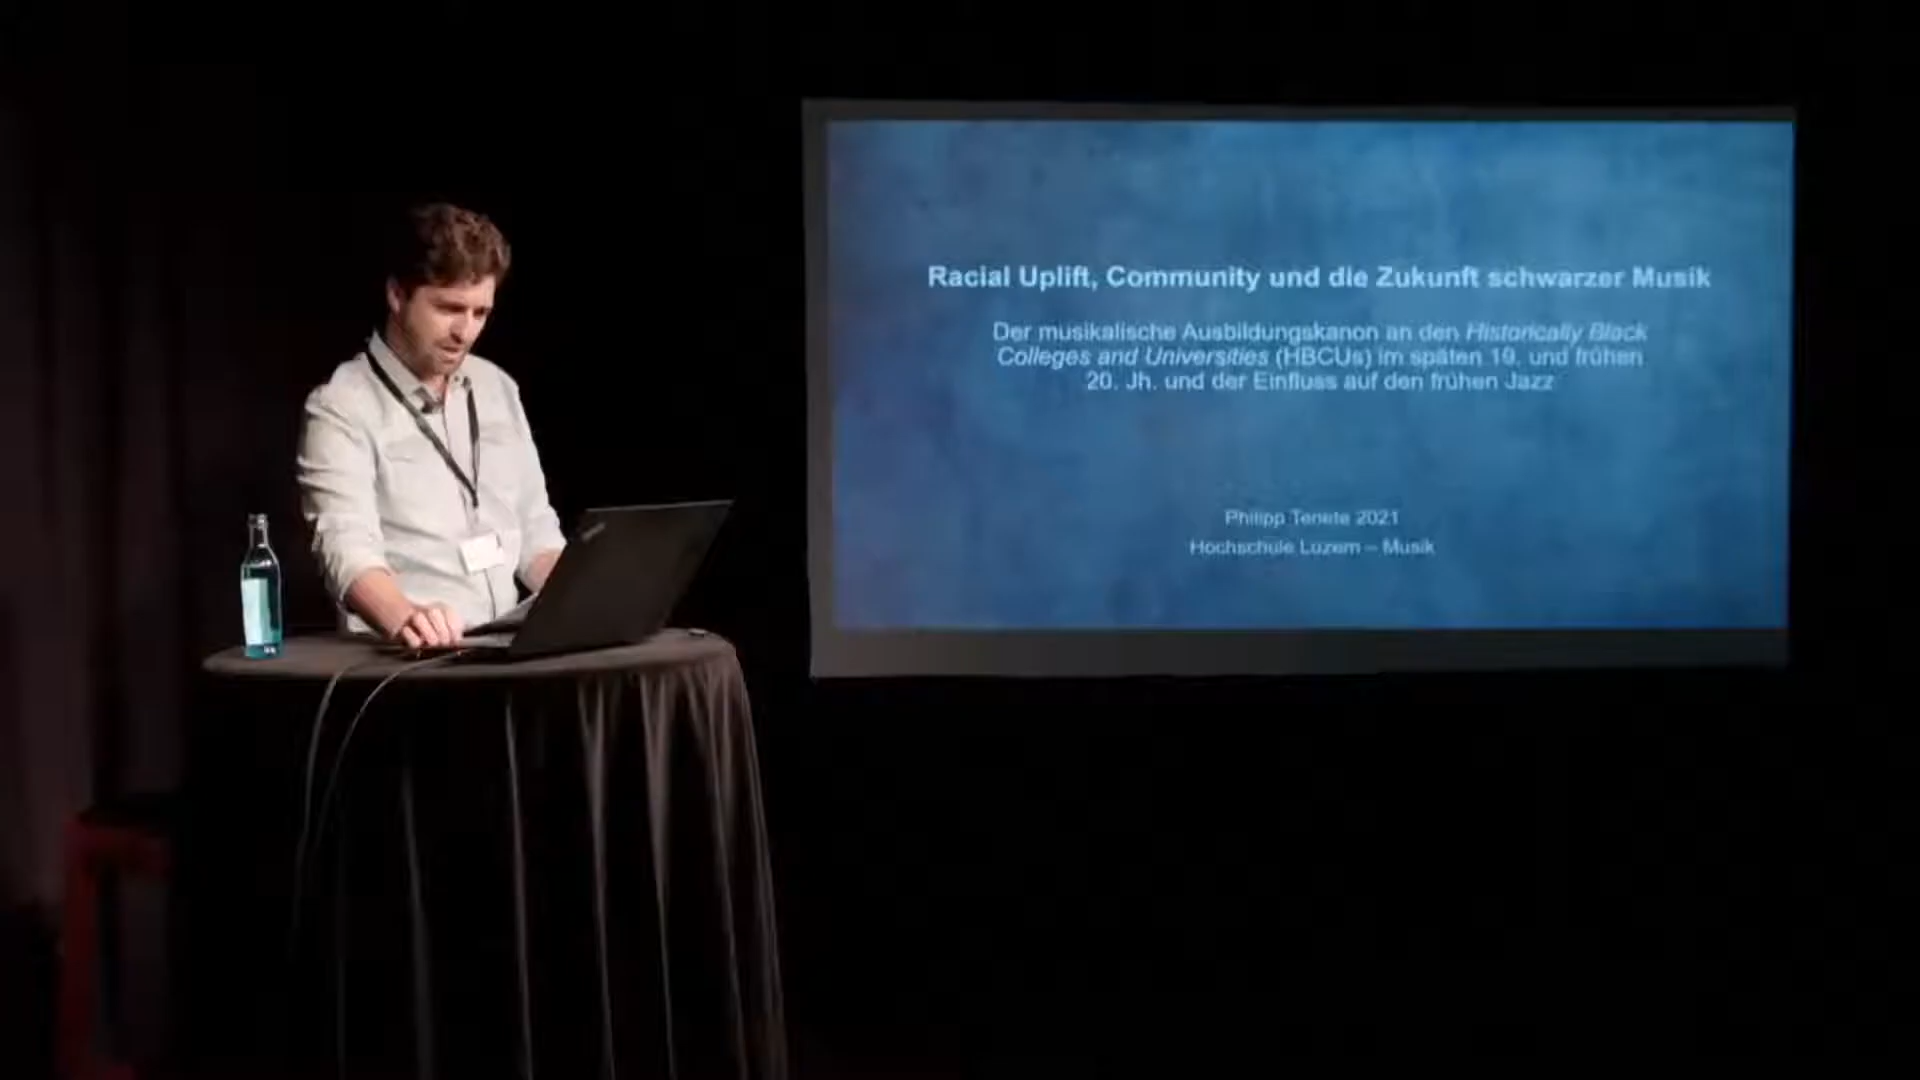 Racial Uplift, Community und die Zukunft schwarzer Musik
Der musikalische Ausbildungskanon an den Historically Black
Colleges and Universities (HBCUs) im späten 19. und frühen
20. Jh. und der Einfluss auf den frühen Jazz
Philipp Teriete 2021
Hochschule Luzern – Musik